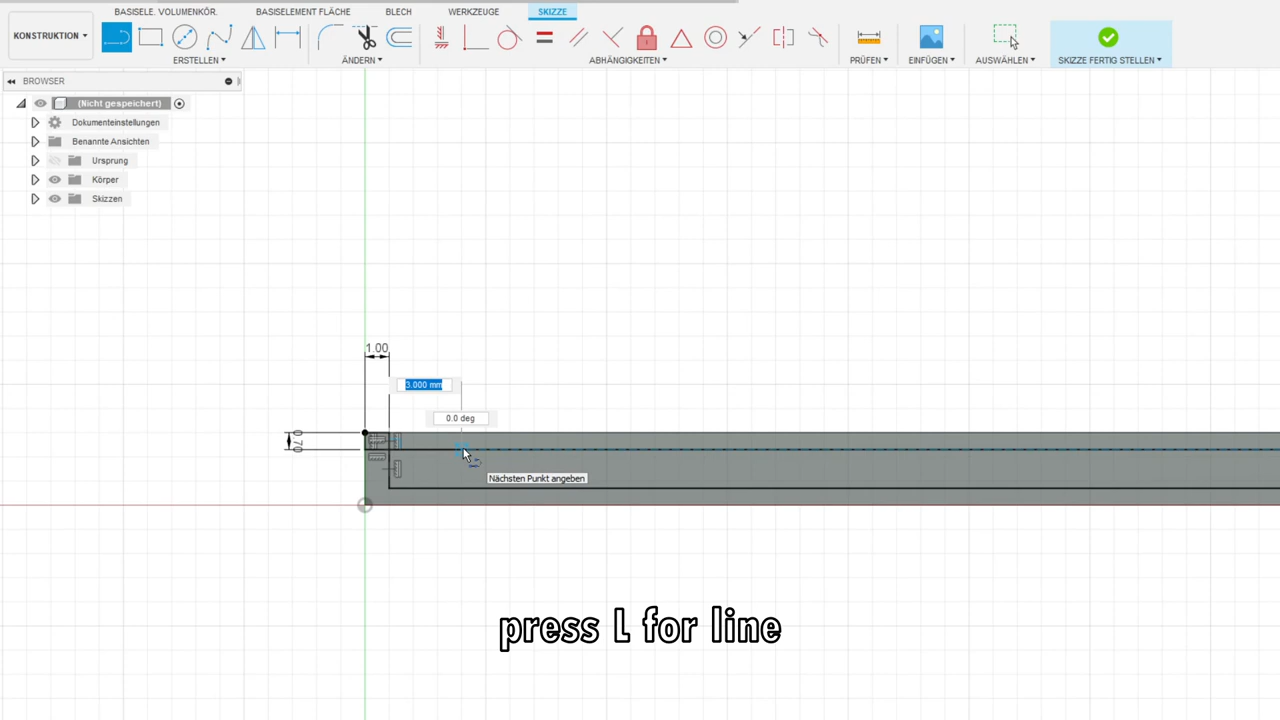 BASISELE. VOLUMENKÖR.
BASISELEMENT FLÄCHE
BLECH
WERKZEUGE
SKIZZE
KONSTRUKTION
ERSTELLEN
ÄNDERN
ABHÄNGIGKEITEN
PRÜFEN
EINFÜGEN
AUSWÄHLEN
SKIZZE FERTIG STELLEN
BROWSER
(Nicht gespeichert)
Dokumenteinstellungen
Benannte Ansichten
Ursprung
Körper
Skizzen
1.00
3.000 mm
0.0 deg
0.70
Nächsten Punkt angeben
press L for line